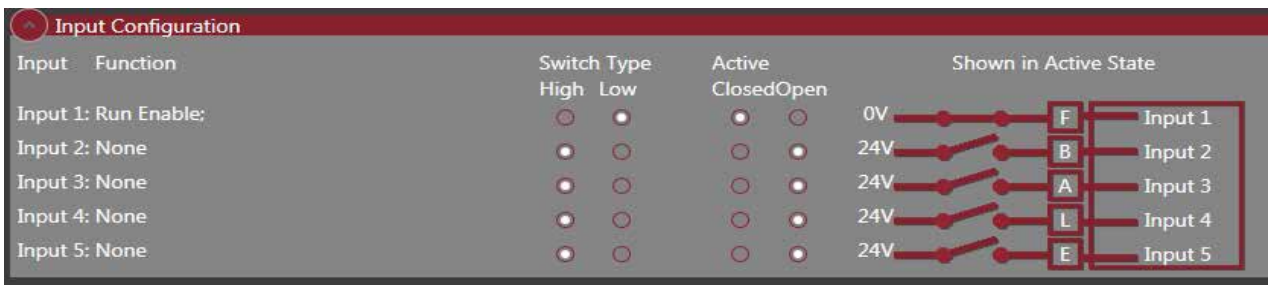 Input Configuration
Input Function Switch Type Active Shown in Active State
High Low ClosedOpen
Input 1: Run Enable; 0V F Input 1
Input 2: None 24V B Input 2
Input 3: None 24V A Input 3
Input 4: None 24V L Input 4
Input 5: None 24V E Input 5